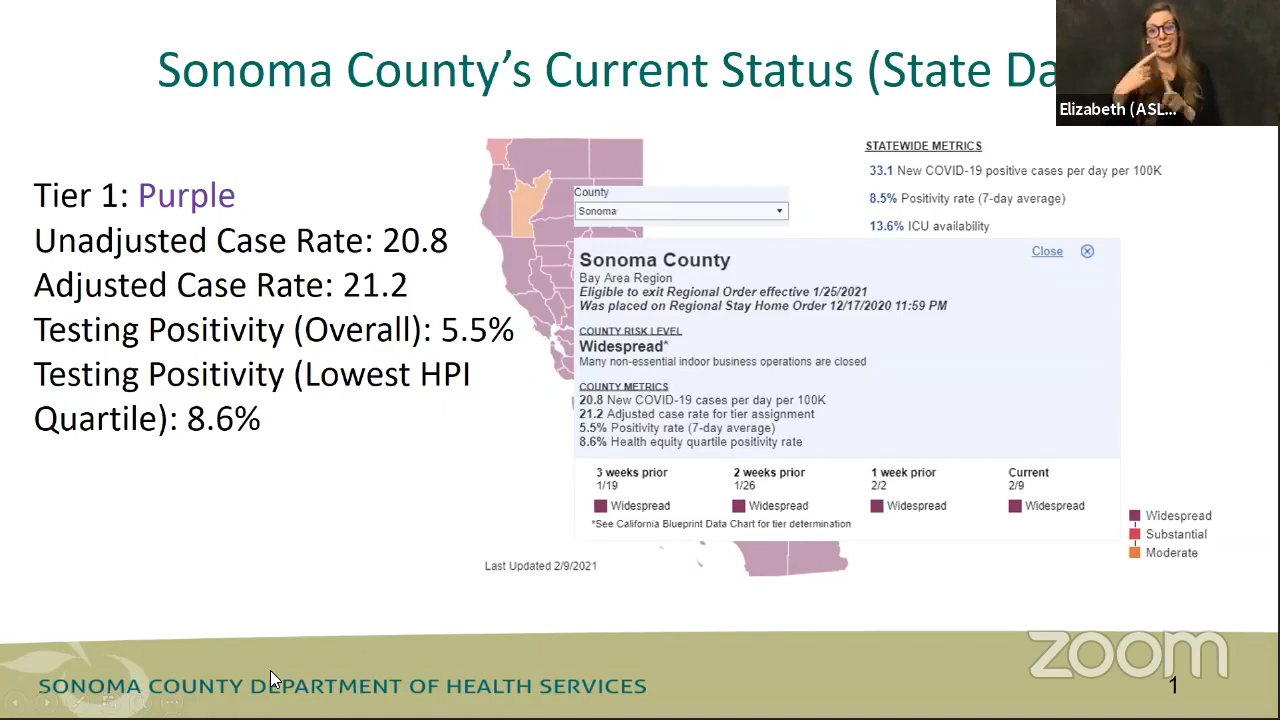 Sonoma County's Current Status (State Da
Elizabeth (ASL...
Tier 1: Purple
Unadjusted Case Rate: 20.8
Adjusted Case Rate: 21.2
Testing Positivity (Overall): 5.5%
Testing Positivity (Lowest HPI
Quartile): 8.6%
STATEWIDE METRICS
33.1 New COVID-19 positive cases per day per 100K
8.5% Positivity rate (7-day average)
13.6% ICU availability
County
Sonoma
Close
Sonoma County
Bay Area Region
Eligible to exit Regional Order effective 1/25/2021
Was placed on Regional Stay Home Order 12/17/2020 11:59 PM
COUNTY RISK LEVEL
Widespread*
Many non-essential indoor business operations are closed
COUNTY METRICS
20.8 New COVID-19 cases per day per 100K
21.2 Adjusted case rate for tier assignment
5.5% Positivity rate (7-day average)
8.6% Health equity quartile positivity rate
3 weeks prior 2 weeks prior 1 week prior Current
1/19 1/26 2/2 2/9
Widespread Widespread Widespread Widespread
*See California Blueprint Data Chart for tier determination
Widespread
Substantial
Moderate
Last Updated 2/9/2021
zoom
SONOMA COUNTY DEPARTMENT OF HEALTH SERVICES
1